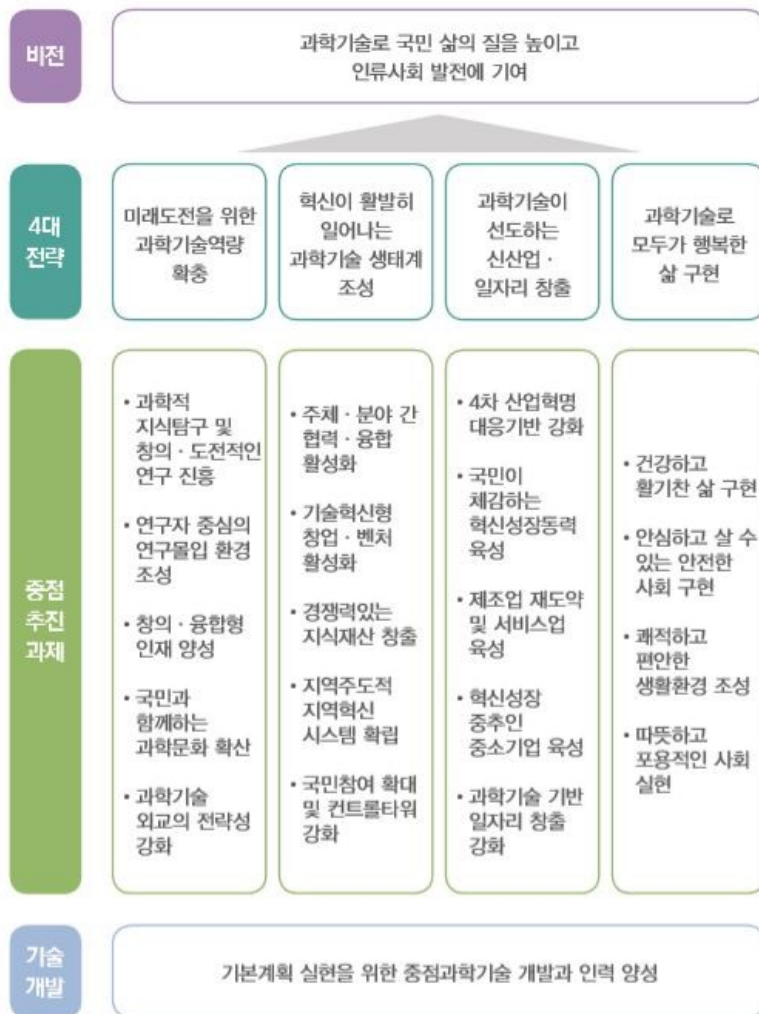 비전
과학기술로 국민 삶의 질을 높이고
인류사회 발전에 기여
4대
전략
미래도전을 위한
과학기술역량
확충
혁신이 활발히
일어나는
과학기술 생태계
조성
과학기술이
선도하는
신산업 ·
일자리 창출
과학기술로
모두가 행복한
삶 구현
중점
추진
과제
• 과학적
지식탐구 및
창의 · 도전적인
연구 진흥
• 연구자 중심의
연구몰입 환경
조성
• 창의 · 융합형
인재 양성
• 국민과
함께하는
과학문화 확산
• 과학기술
외교의 전략성
강화
• 주체 · 분야 간
협력 · 융합
활성화
• 기술혁신형
창업 · 벤처
활성화
• 경쟁력있는
지식재산 창출
• 지역주도적
지역혁신
시스템 확립
• 국민참여 확대
및 컨트롤타워
강화
• 4차 산업혁명
대응기반 강화
• 국민이
체감하는
혁신성장동력
육성
• 제조업 재도약
및 서비스업
육성
• 혁신성장
중추인
중소기업 육성
• 과학기술 기반
일자리 창출
강화
• 건강하고
활기찬 삶 구현
• 안심하고 살 수
있는 안전한
사회 구현
• 쾌적하고
편안한
생활환경 조성
• 따뜻하고
포용적인 사회
실현
기술
개발
기본계획 실현을 위한 중점과학기술 개발과 인력 양성